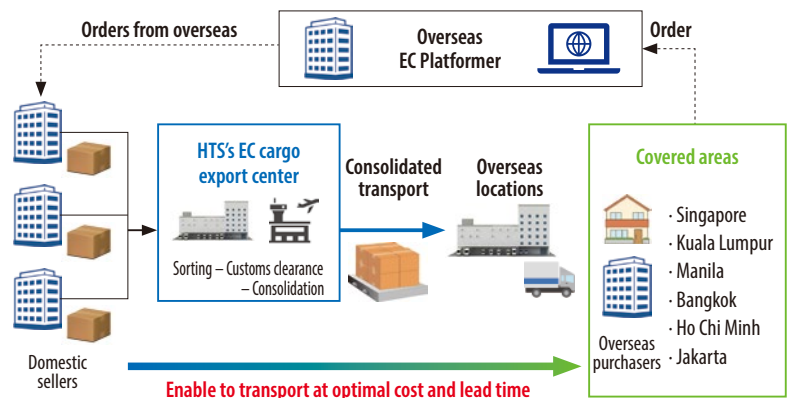 Orders from overseas
Overseas
EC Platformer
Order
HTS's EC cargo
export center
Sorting – Customs clearance
– Consolidation
Consolidated
transport
Overseas
locations
Covered areas
· Singapore
· Kuala Lumpur
· Manila
· Bangkok
· Ho Chi Minh
· Jakarta
Overseas
purchasers
Domestic
sellers
Enable to transport at optimal cost and lead time